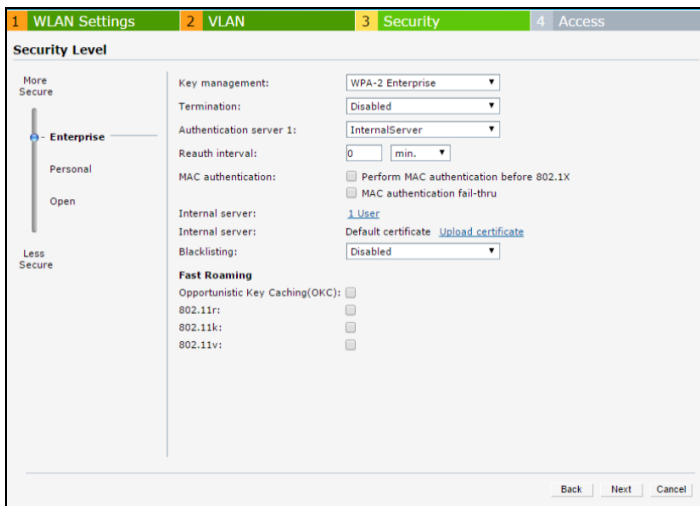 1 WLAN Settings 2 VLAN 3 Security 4 Access
Security Level
More Secure
Enterprise
Personal
Open
Less Secure
Key management: WPA-2 Enterprise
Termination: Disabled
Authentication server 1: InternalServer
Reauth interval: 0 min.
MAC authentication: Perform MAC authentication before 802.1X
MAC authentication fail-thru
Internal server: 1 User
Internal server: Default certificate Upload certificate
Blacklisting: Disabled
Fast Roaming
Opportunistic Key Caching(OKC):
802.11r:
802.11k:
802.11v:
Back Next Cancel